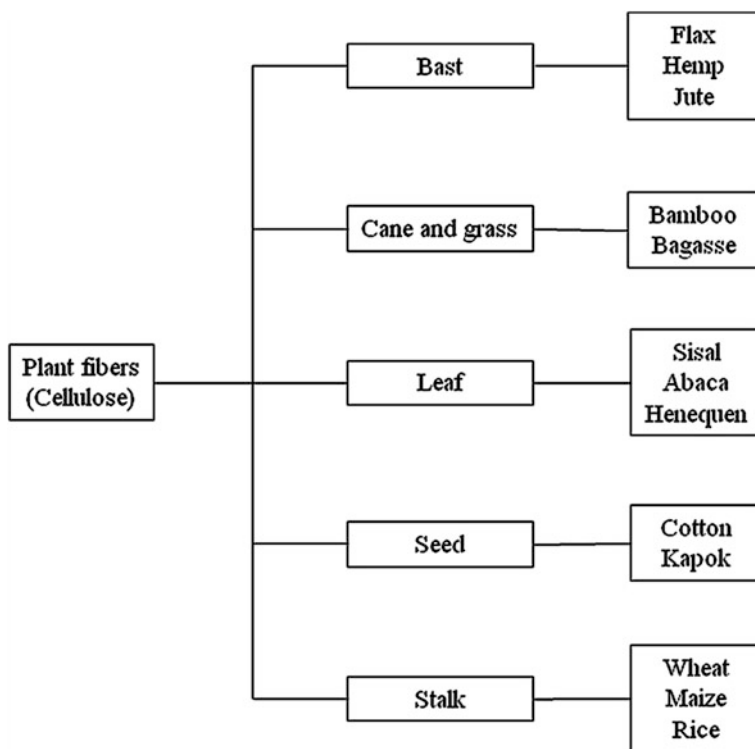 Plant fibers
(Cellulose)
Bast
Flax
Hemp
Jute
Cane and grass
Bamboo
Bagasse
Leaf
Sisal
Abaca
Henequen
Seed
Cotton
Kapok
Stalk
Wheat
Maize
Rice